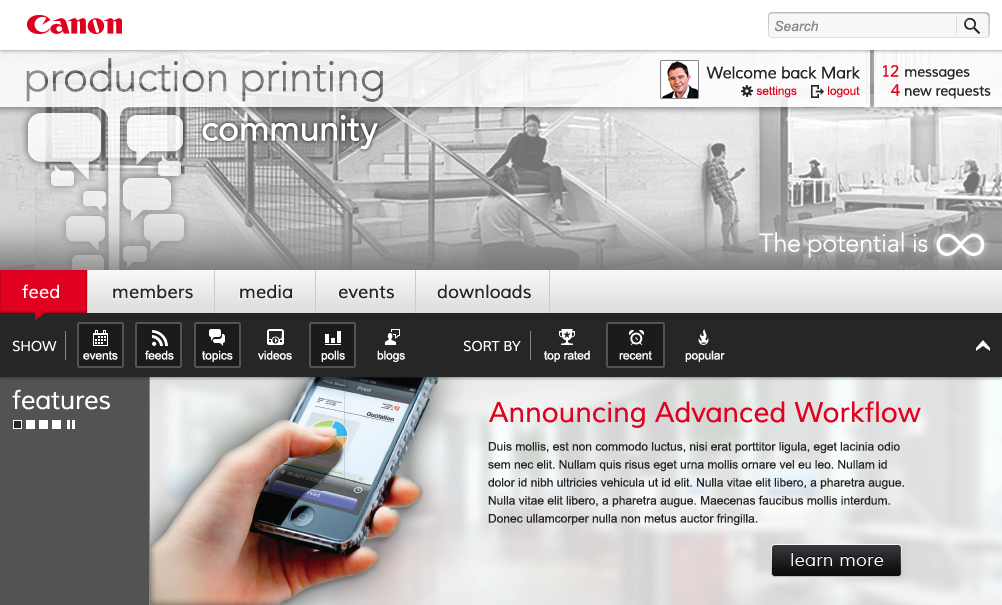 Canon
Search
production printing
community
Welcome back Mark
settings logout
12 messages
4 new requests
The potential is
feed members media events downloads
SHOW events feeds topics videos polls blogs SORT BY top rated recent popular
features
Print
Quotation
Print
Announcing Advanced Workflow
Duis mollis, est non commodo luctus, nisi erat porttitor ligula, eget lacinia odio
sem nec elit. Nullam quis risus eget urna mollis ornare vel eu leo. Nullam id
dolor id nibh ultricies vehicula ut id elit. Nulla vitae elit libero, a pharetra augue.
Nulla vitae elit libero, a pharetra augue. Maecenas faucibus mollis interdum.
Donec ullamcorper nulla non metus auctor fringilla.
learn more